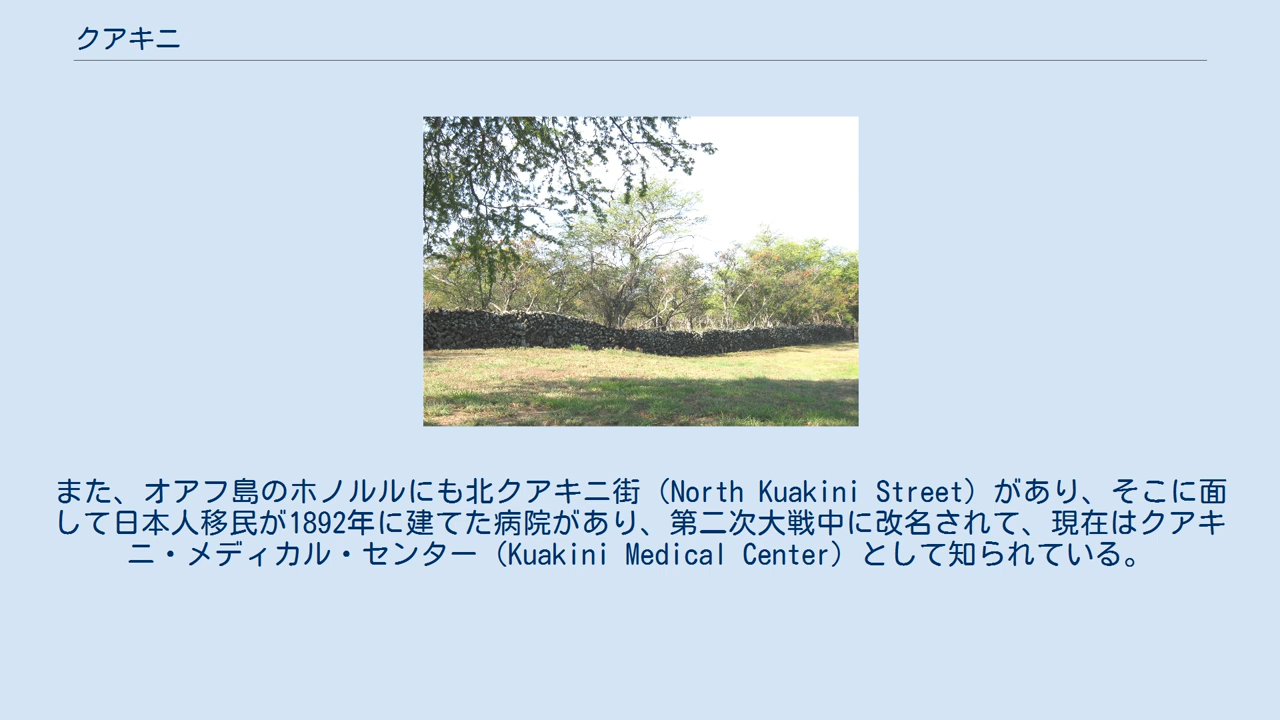 クアキニ
また、オアフ島のホノルルにも北クアキニ街（North Kuakini Street）があり、そこに面
して日本人移民が1892年に建てた病院があり、第二次大戦中に改名されて、現在はクアキ
ニ・メディカル・センター（Kuakini Medical Center）として知られている。